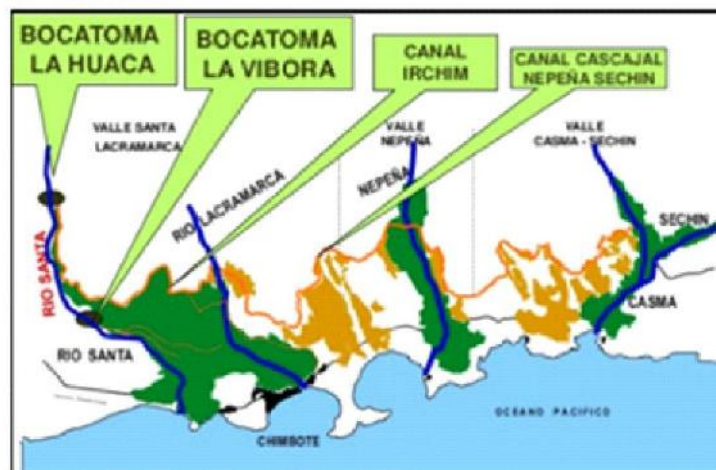 BOCATOMA
LA HUACA
BOCATOMA
LA VIBORA
CANAL
IRCHIM
CANAL CASCAJAL
NEPEÑA SECHIN
VALLE SANTA
LACRAMARCA
VALLE
NEPEÑA
VALLE
CASMA - SECHIN
RIO LACRAMARCA
NEPEÑA
SECHIN
RIO SANTA
CASMA
RIO SANTA
OCEANO PACIFICO
CHIMBOTE